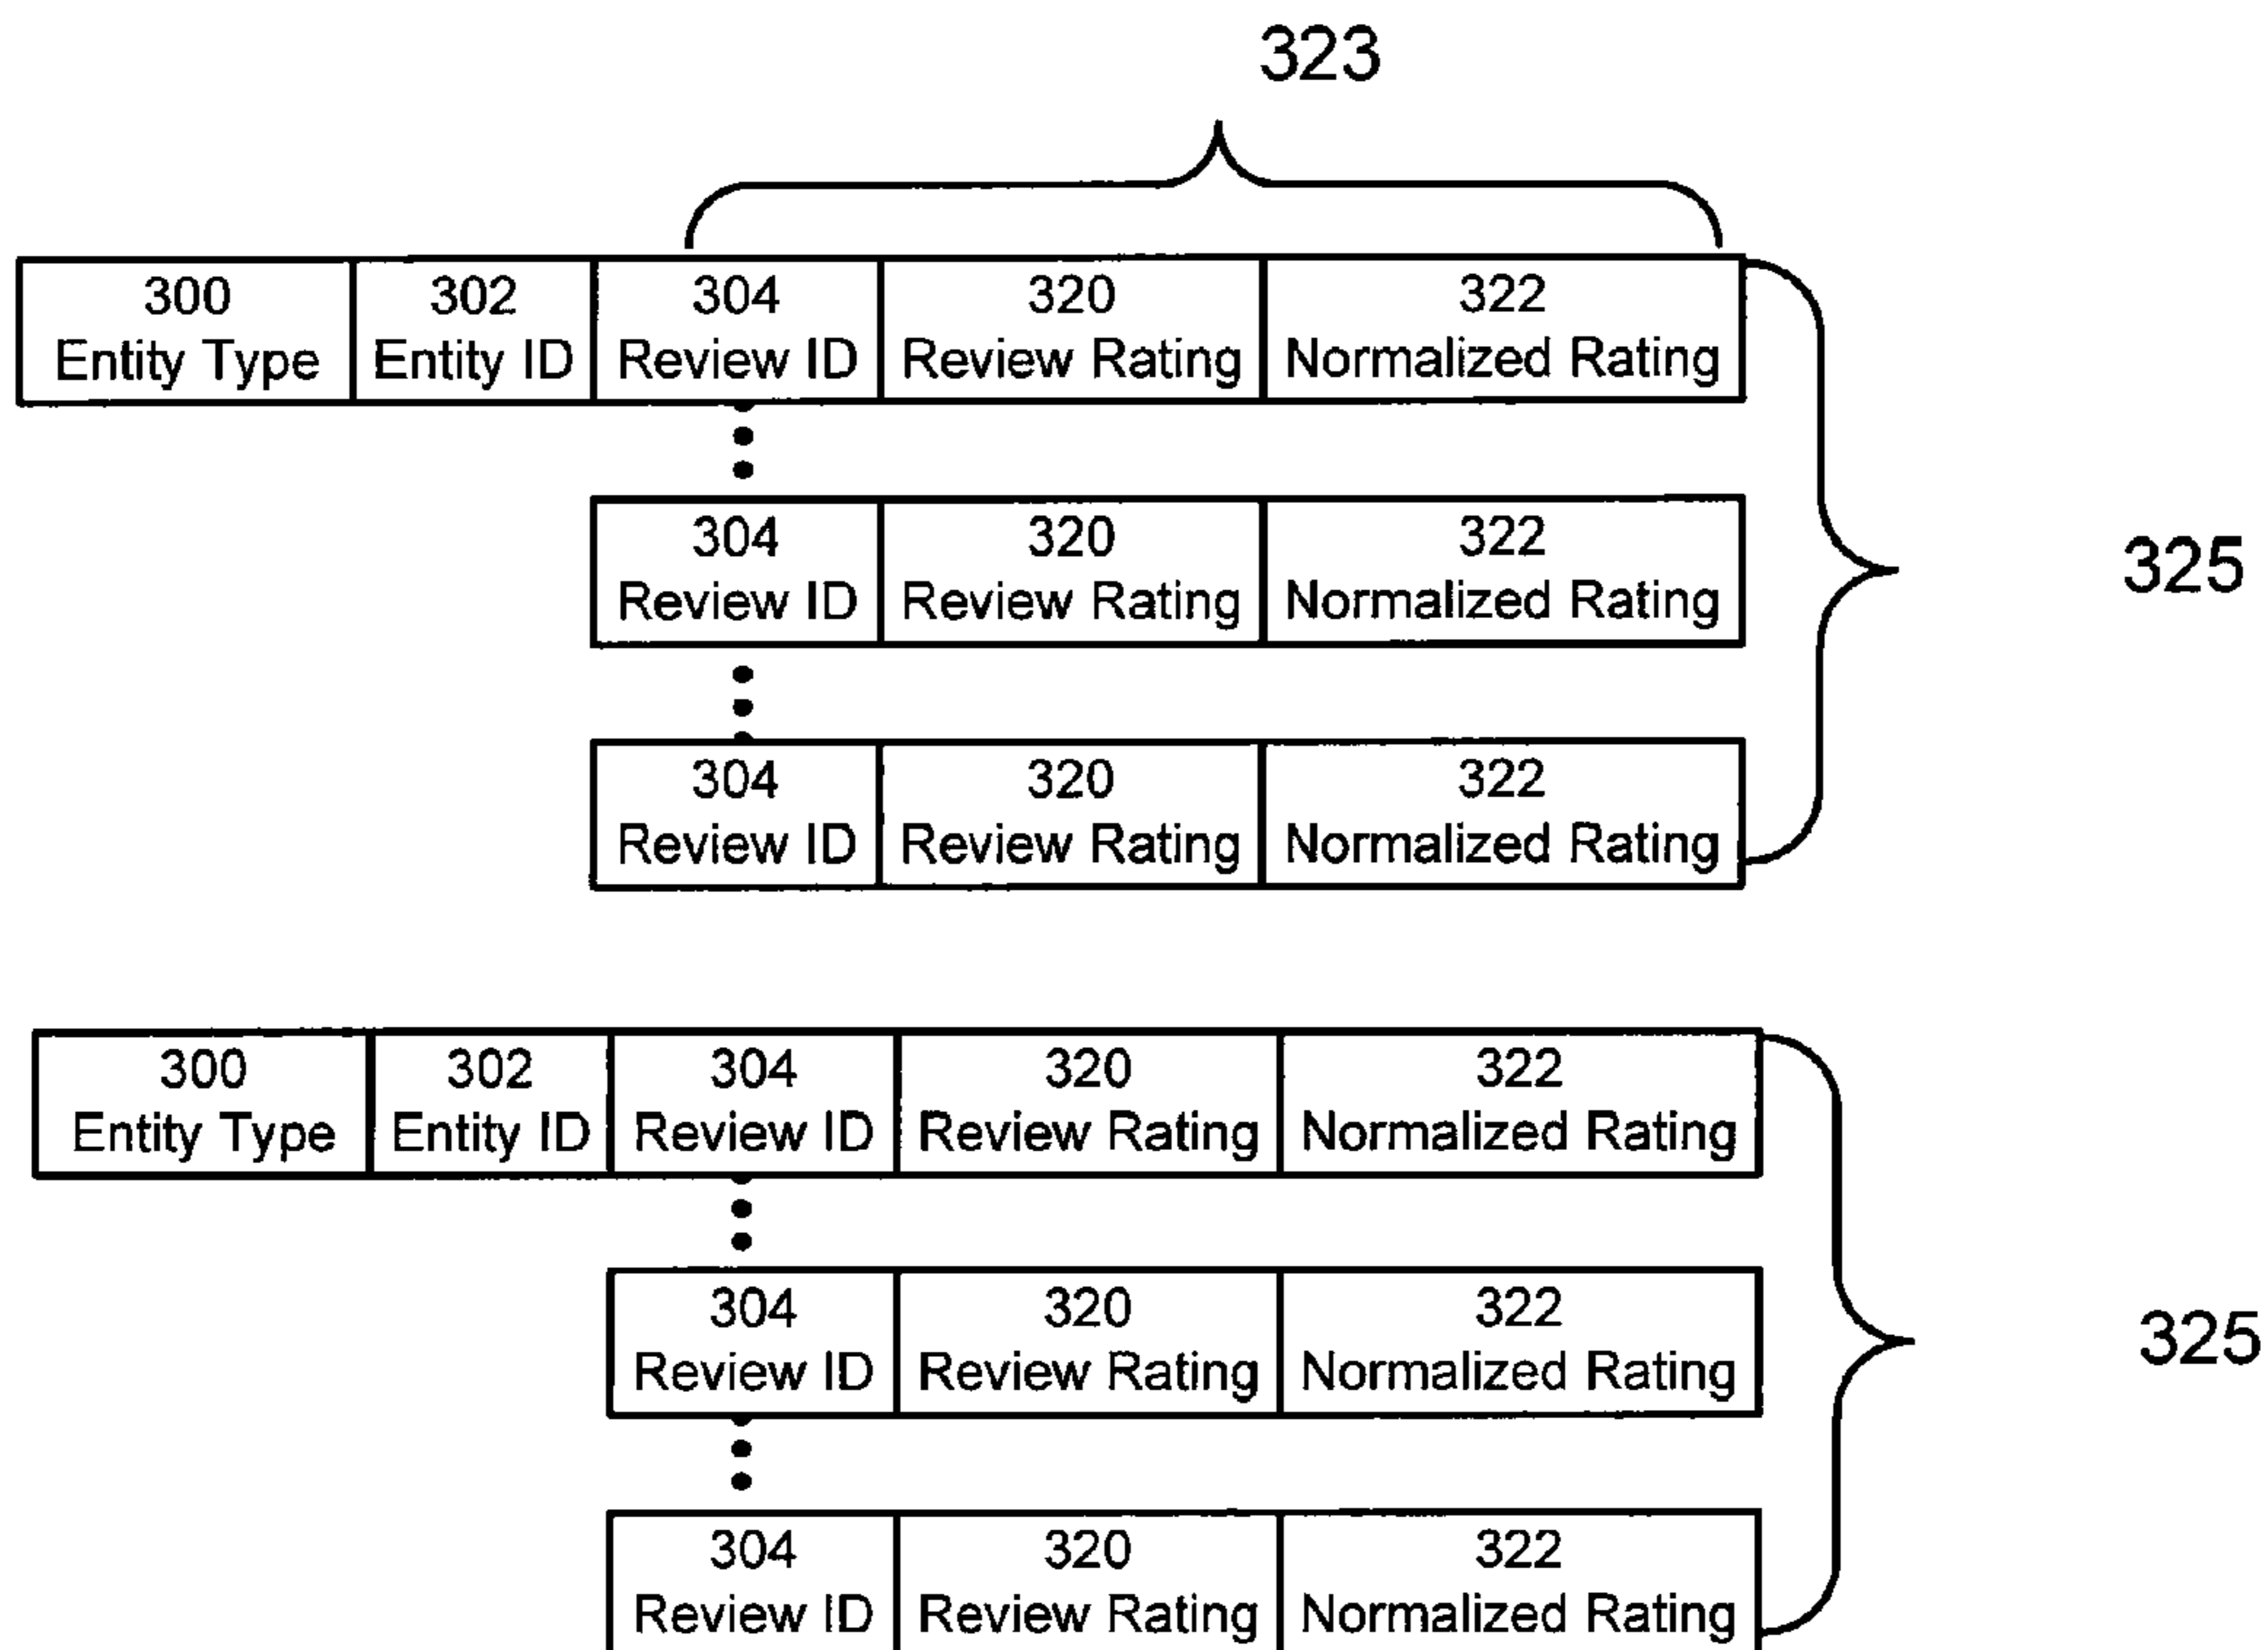 323
300 302 304 320 322
Entity Type Entity ID Review ID Review Rating Normalized Rating
304 320 322
325
Review ID Review Rating Normalized Rating
304 320 322
Review ID Review Rating Normalized Rating
300 302 304 320 322
Entity Type Entity ID Review ID Review Rating Normalized Rating
304 320 322
325
Review ID Review Rating Normalized Rating
304 320 322
Review ID Review Rating Normalized Rating